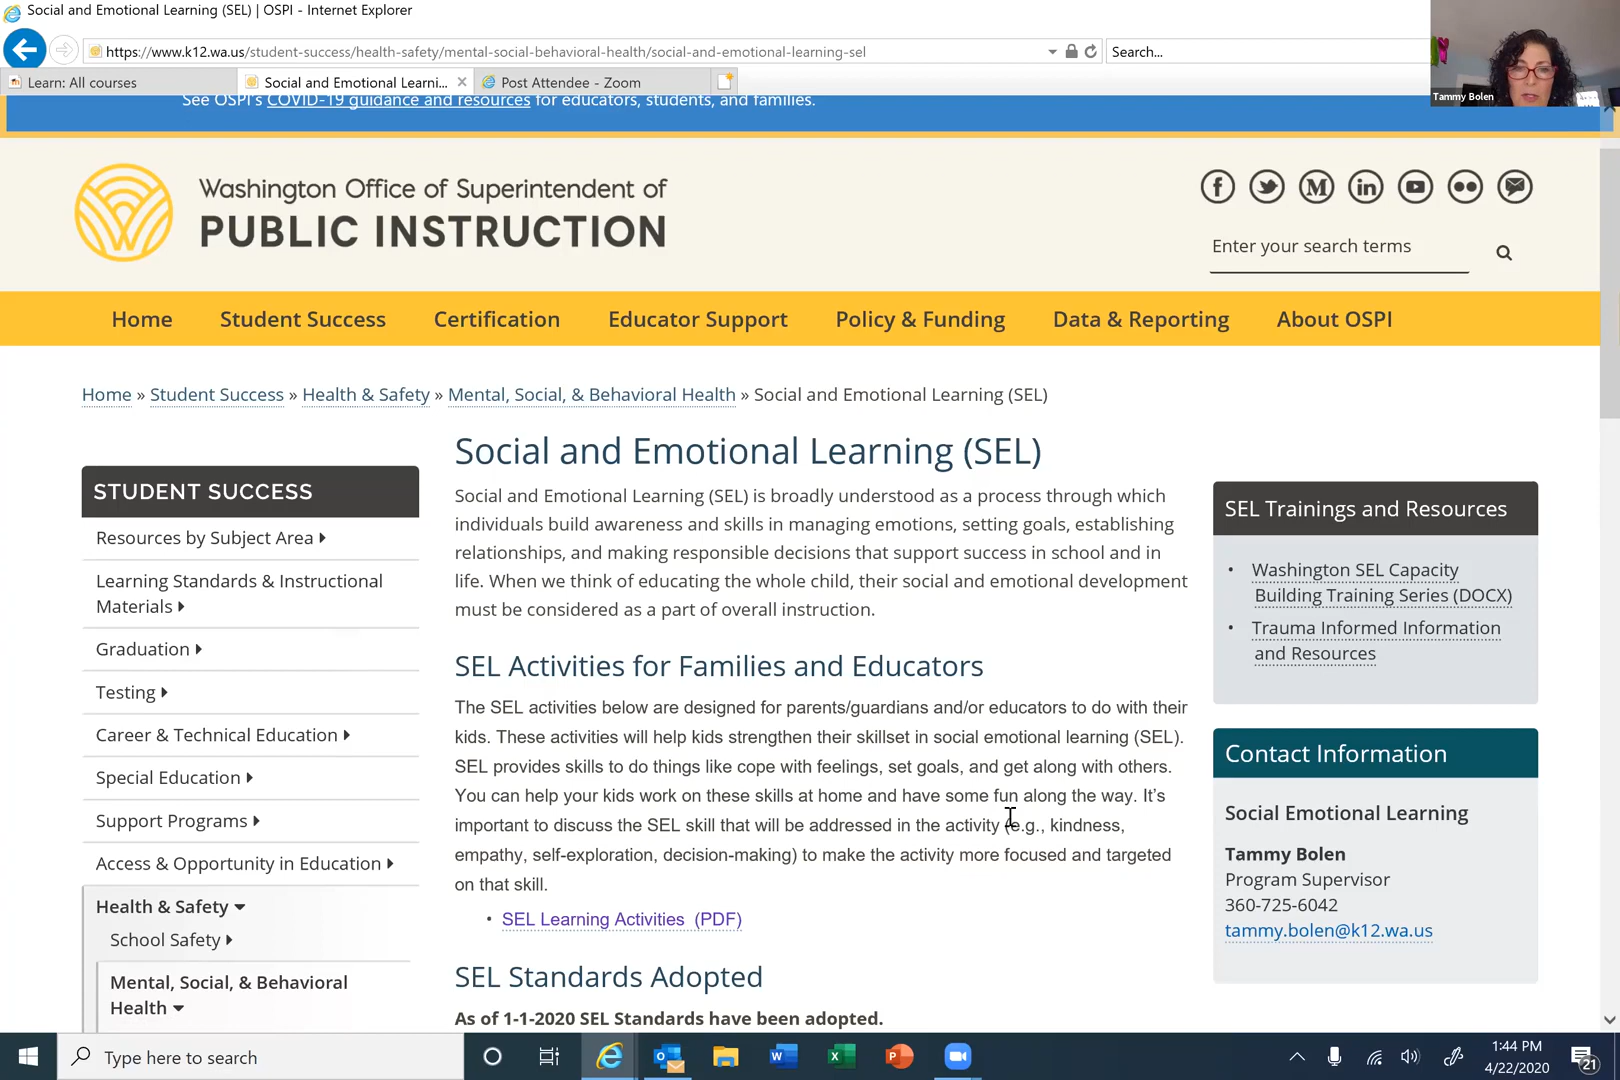 Social and Emotional Learning (SEL) | OSPI - Internet Explorer
https://www.k12.wa.us/student-success/health-safety/mental-social-behavioral-health/social-and-emotional-learning-sel
Search...
Learn: All courses
Social and Emotional Learni...
Post Attendee - Zoom
Tammy Bolen
See OSPI's COVID-19 guidance and resources for educators, students, and families.
Washington Office of Superintendent of
PUBLIC INSTRUCTION
Enter your search terms
Home
Student Success
Certification
Educator Support
Policy & Funding
Data & Reporting
About OSPI
Home » Student Success » Health & Safety » Mental, Social, & Behavioral Health » Social and Emotional Learning (SEL)
STUDENT SUCCESS
Resources by Subject Area
Learning Standards & Instructional
Materials
Graduation
Testing
Career & Technical Education
Special Education
Support Programs
Access & Opportunity in Education
Health & Safety
School Safety
Mental, Social, & Behavioral
Health
Social and Emotional Learning (SEL)
Social and Emotional Learning (SEL) is broadly understood as a process through which
individuals build awareness and skills in managing emotions, setting goals, establishing
relationships, and making responsible decisions that support success in school and in
life. When we think of educating the whole child, their social and emotional development
must be considered as a part of overall instruction.
SEL Activities for Families and Educators
The SEL activities below are designed for parents/guardians and/or educators to do with their
kids. These activities will help kids strengthen their skillset in social emotional learning (SEL).
SEL provides skills to do things like cope with feelings, set goals, and get along with others.
You can help your kids work on these skills at home and have some fun along the way. It's
important to discuss the SEL skill that will be addressed in the activity (e.g., kindness,
empathy, self-exploration, decision-making) to make the activity more focused and targeted
on that skill.
• SEL Learning Activities (PDF)
SEL Standards Adopted
As of 1-1-2020 SEL Standards have been adopted.
SEL Trainings and Resources
• Washington SEL Capacity
Building Training Series (DOCX)
• Trauma Informed Information
and Resources
Contact Information
Social Emotional Learning
Tammy Bolen
Program Supervisor
360-725-6042
tammy.bolen@k12.wa.us
Type here to search
1:44 PM
4/22/2020
21